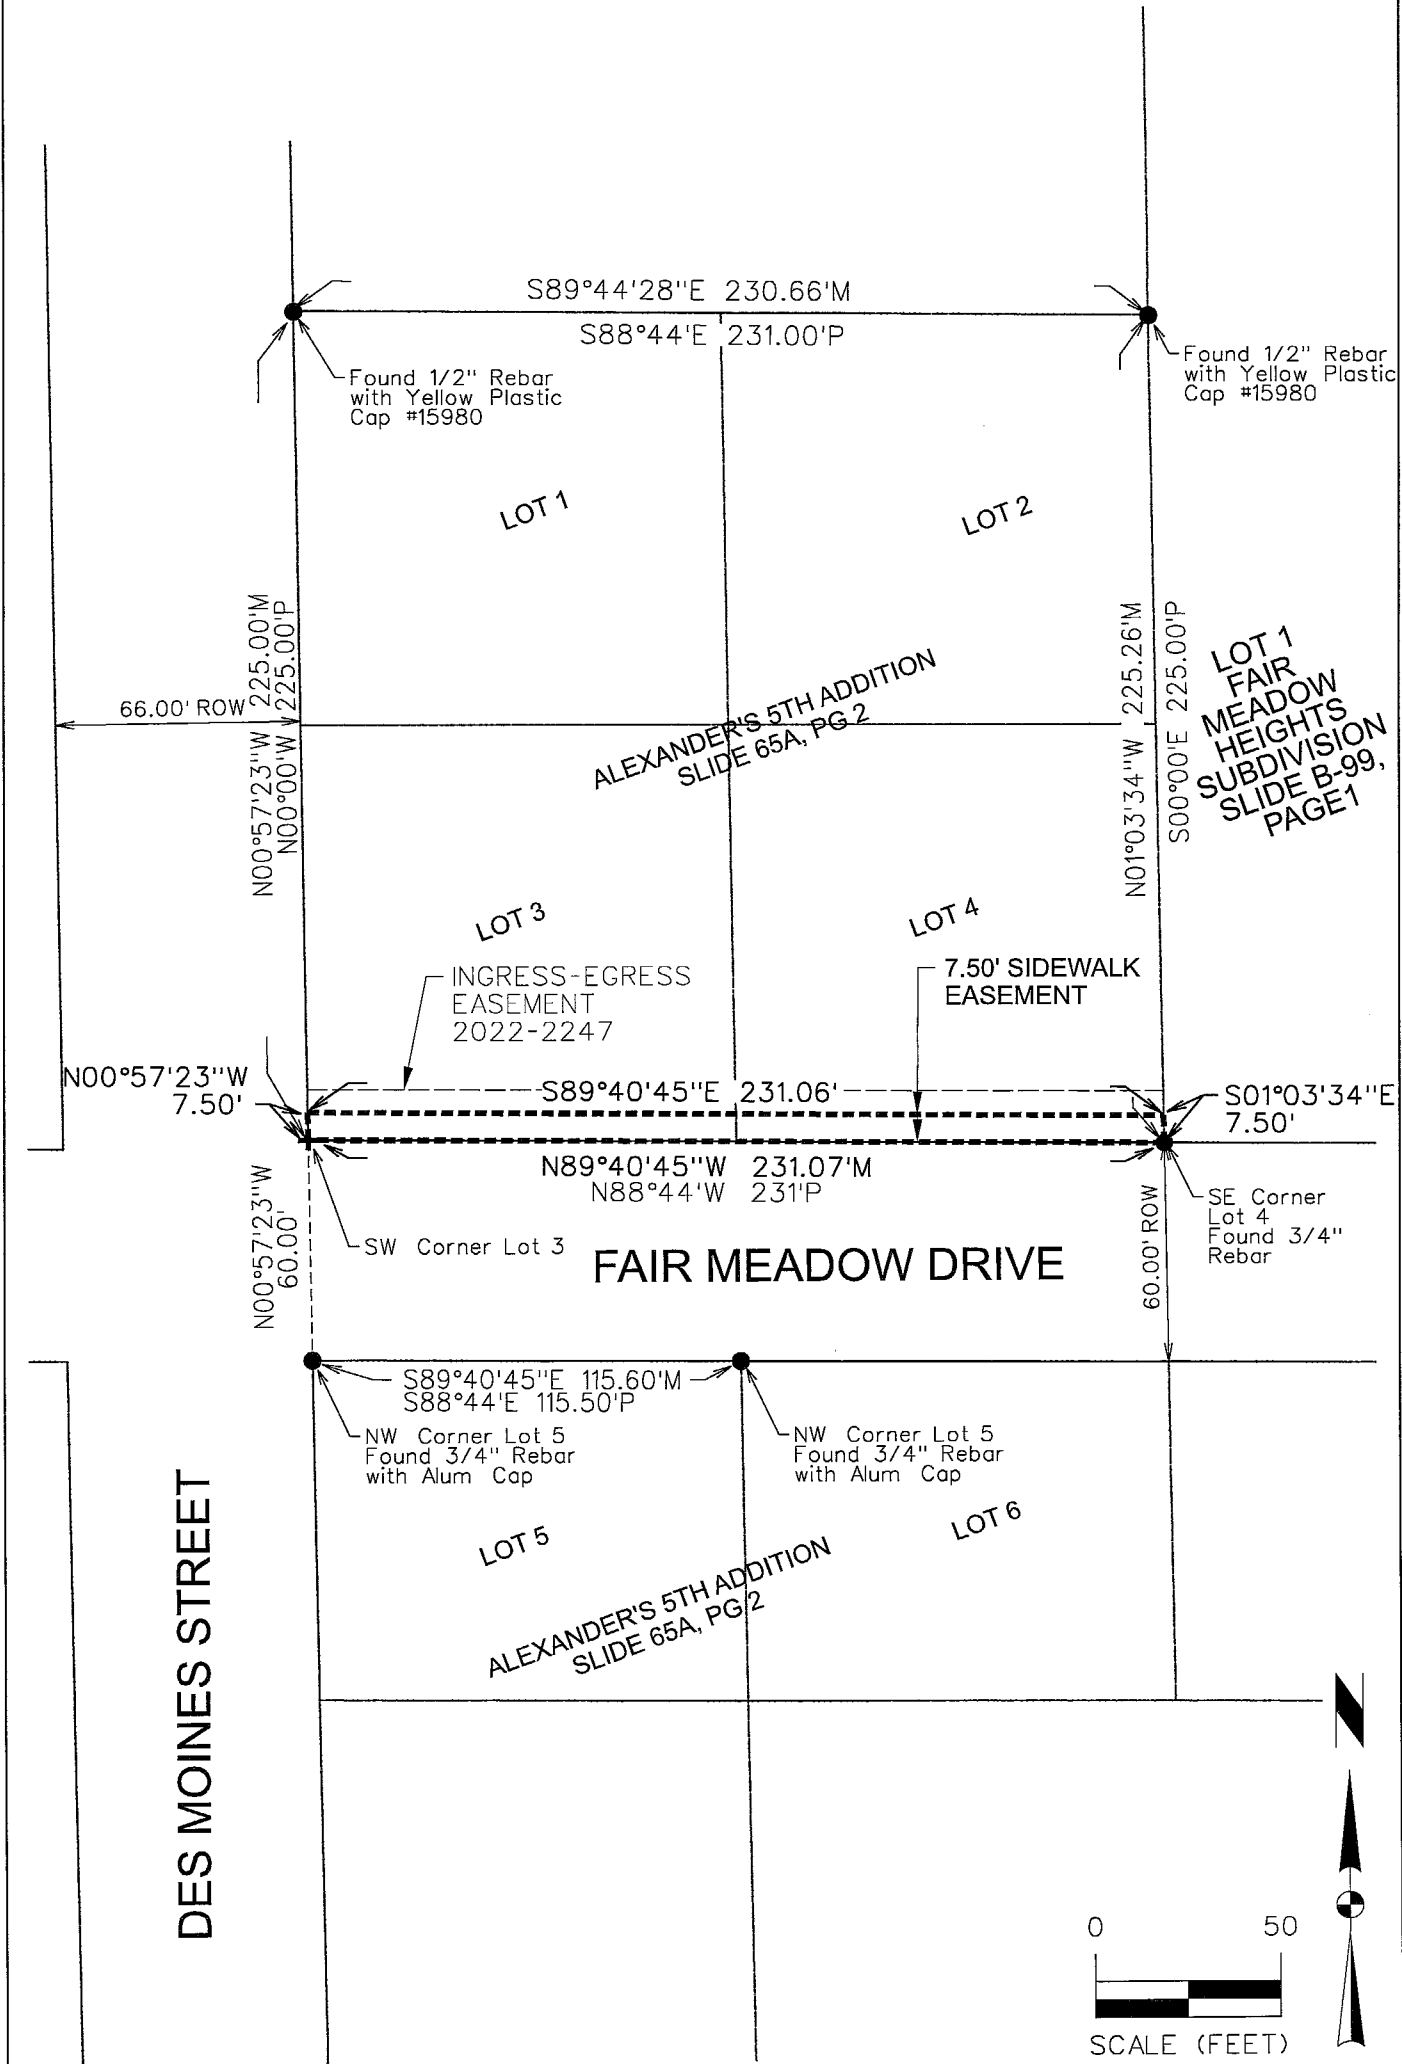 S89°44'28"E 230.66'M
S88°44'E 231.00'P
Found 1/2" Rebar
with Yellow Plastic
Cap #15980
Found 1/2" Rebar
with Yellow Plastic
Cap #15980
LOT 1
LOT 2
N00°57'23"W 225.00'M
N00°00'W 225.00'P
66.00' ROW
ALEXANDER'S 5TH ADDITION
SLIDE 65A, PG 2
N01°03'34"W 225.26'M
S00°00'E 225.00'P
LOT 1
FAIR
MEADOW
HEIGHTS
SUBDIVISION
SLIDE B-99,
PAGE1
LOT 3
LOT 4
INGRESS-EGRESS
EASEMENT
2022-2247
7.50' SIDEWALK
EASEMENT
N00°57'23"W
7.50'
S89°40'45"E 231.06'
S01°03'34"E
7.50'
N89°40'45"W 231.07'M
N88°44'W 231'P
N00°57'23"W
60.00'
SW Corner Lot 3
FAIR MEADOW DRIVE
60.00' ROW
SE Corner
Lot 4
Found 3/4"
Rebar
S89°40'45"E 115.60'M
S88°44'E 115.50'P
NW Corner Lot 5
Found 3/4" Rebar
with Alum Cap
NW Corner Lot 5
Found 3/4" Rebar
with Alum Cap
LOT 5
LOT 6
ALEXANDER'S 5TH ADDITION
SLIDE 65A, PG 2
DES MOINES STREET
N
0 50
SCALE (FEET)